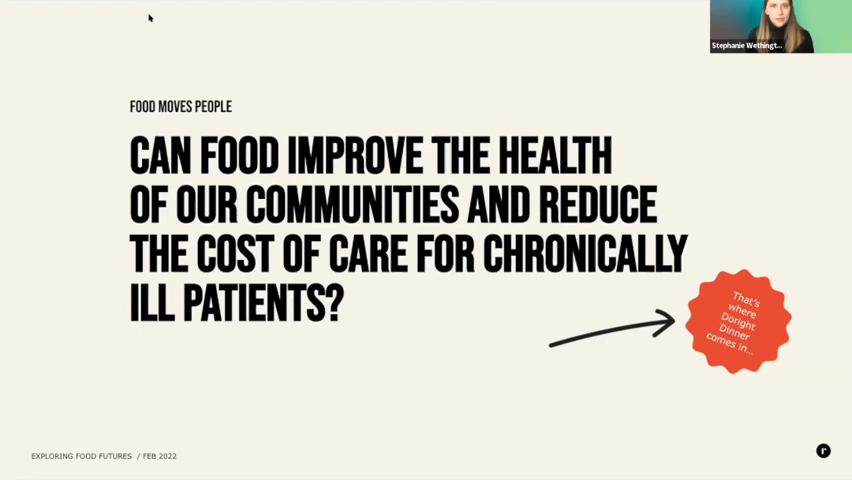 Stephanie Wethingt...
FOOD MOVES PEOPLE
CAN FOOD IMPROVE THE HEALTH
OF OUR COMMUNITIES AND REDUCE
THE COST OF CARE FOR CHRONICALLY
ILL PATIENTS?
That's
where
Doright
Dinner
comes in...
EXPLORING FOOD FUTURES / FEB 2022
r